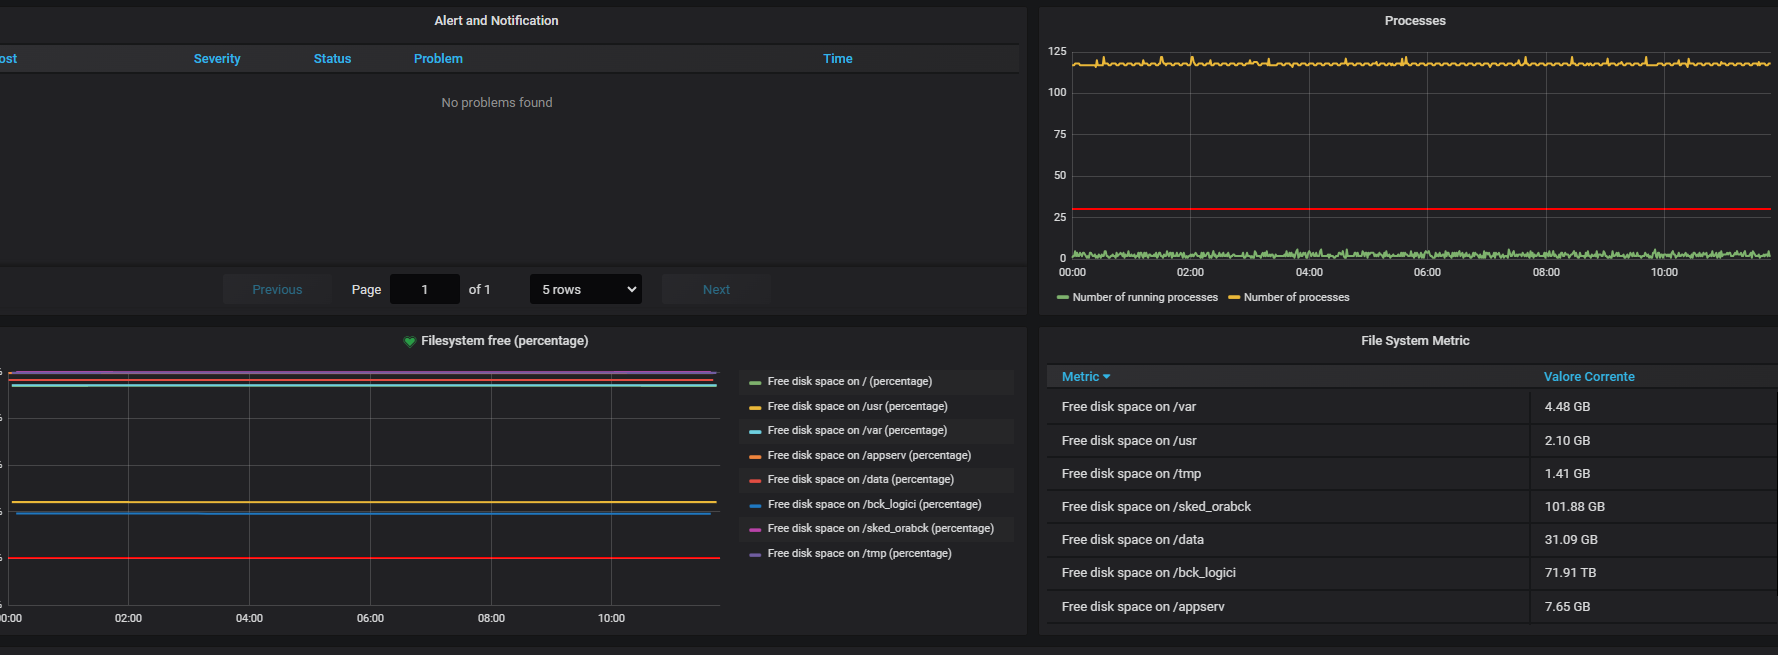 Alert and Notification
ost Severity Status Problem Time
No problems found
Previous Page 1 of 1 5 rows Next
Processes
125
100
75
50
25
0
00:00 02:00 04:00 06:00 08:00 10:00
Number of running processes Number of processes
Filesystem free (percentage)
%
%
%
%
%
%
0:00 02:00 04:00 06:00 08:00 10:00
Free disk space on / (percentage)
Free disk space on /usr (percentage)
Free disk space on /var (percentage)
Free disk space on /appserv (percentage)
Free disk space on /data (percentage)
Free disk space on /bck_logici (percentage)
Free disk space on /sked_orabck (percentage)
Free disk space on /tmp (percentage)
File System Metric
Metric Valore Corrente
Free disk space on /var 4.48 GB
Free disk space on /usr 2.10 GB
Free disk space on /tmp 1.41 GB
Free disk space on /sked_orabck 101.88 GB
Free disk space on /data 31.09 GB
Free disk space on /bck_logici 71.91 TB
Free disk space on /appserv 7.65 GB